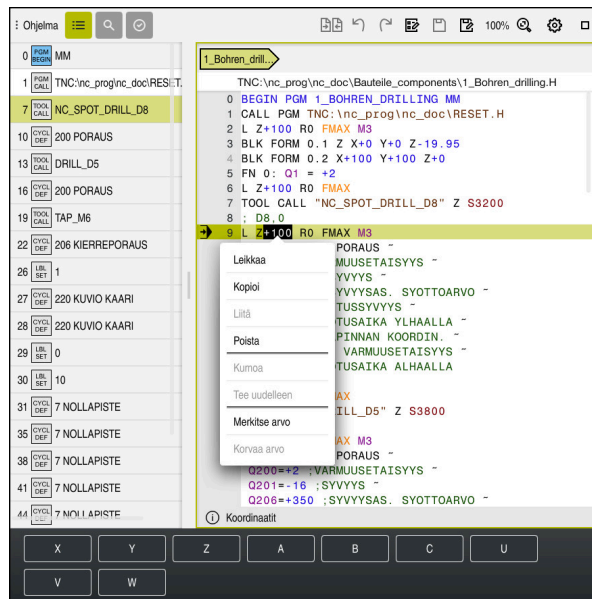 Ohjelma
100%
0 PGM BEGIN MM
1 PGM CALL TNC:\nc_prog\nc_doc\RESET.
7 TOOL CALL NC_SPOT_DRILL_D8
10 CYCL DEF 200 PORAUS
13 TOOL CALL DRILL_D5
16 CYCL DEF 200 PORAUS
19 TOOL CALL TAP_M6
22 CYCL DEF 206 KIERREPORAUS
26 LBL SET 1
27 CYCL DEF 220 KUVIO KAARI
28 CYCL DEF 220 KUVIO KAARI
29 LBL SET 0
30 LBL SET 10
31 CYCL DEF 7 NOLLAPISTE
35 CYCL DEF 7 NOLLAPISTE
38 CYCL DEF 7 NOLLAPISTE
41 CYCL DEF 7 NOLLAPISTE
44 CYCL DEF 7 NOLLAPISTE
1_Bohren_drill...
TNC:\nc_prog\nc_doc\Bauteile_components\1_Bohren_drilling.H
0 BEGIN PGM 1_BOHREN_DRILLING MM
1 CALL PGM TNC:\nc_prog\nc_doc\RESET.H
2 L Z+100 R0 FMAX M3
3 BLK FORM 0.1 Z X+0 Y+0 Z-19.95
4 BLK FORM 0.2 X+100 Y+100 Z+0
5 FN 0: Q1 = +2
6 L Z+100 R0 FMAX
7 TOOL CALL "NC_SPOT_DRILL_D8" Z S3200
8 ; D8,0
9 L Z+100 R0 FMAX M3
PORAUS ~
MUUSETAISYYS ~
YVYYS ~
YVYYSAS. SYOTTOARVO ~
TUSSYVYYS ~
TUSAIKA YLHAALLA ~
PINNAN KOORDIN. ~
VARMUUSETAISYYS ~
TUSAIKA ALHAALLA
AX
ILL_D5" Z S3800
AX M3
PORAUS ~
Q200=+2 ;VARMUUSETAISYYS ~
Q201=-16 ;SYVYYS ~
Q206=+350 ;SYVYYSAS. SYOTTOARVO ~
Leikkaa
Kopioi
Liitä
Poista
Kumoa
Tee uudelleen
Merkitse arvo
Korvaa arvo
Koordinaatit
X Y Z A B C U
V W